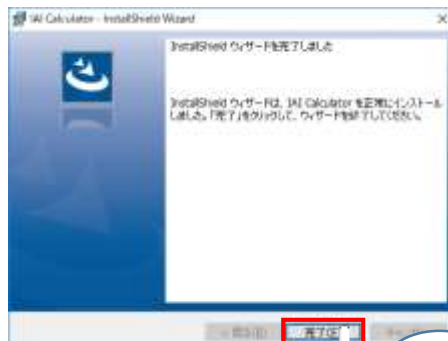 IAI Calculator - InstallShield Wizard
InstallShield ウィザードを完了しました
InstallShield ウィザードは、IAI Calculator を正常にインストール
しました。「完了」をクリックして、ウィザードを終了してください。
< 戻る(B)
完了(F)